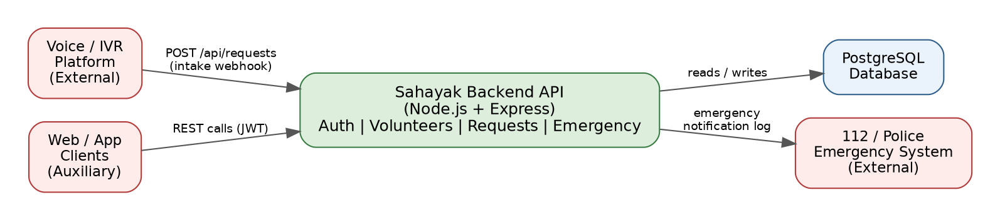 Voice / IVR
Platform
(External)
POST /api/requests
(intake webhook)
Web / App
Clients
(Auxiliary)
REST calls (JWT)
Sahayak Backend API
(Node.js + Express)
Auth | Volunteers | Requests | Emergency
reads / writes
PostgreSQL
Database
emergency
notification log
112 / Police
Emergency System
(External)